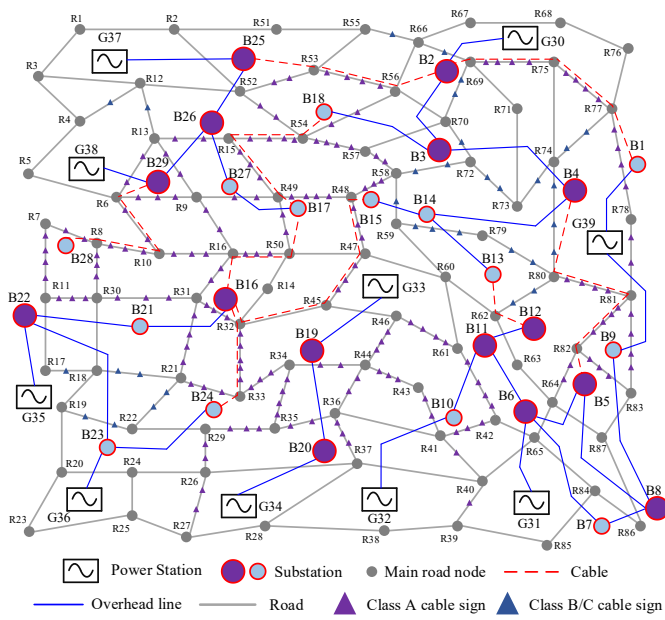 R1 R2 R51 R55 R67 R68
G37 B25 R66 G30 R76
R3 R12 R52 R53 R56 B2 R69 R75 R77
R4 B26 B18 R54 R70 R71
R13 R15 R57 B3 R74 B1
R5 G38 B29 B27 R49 R48 R58 R72 B4
R6 R9 B17 B15 B14 R73 R78
R7 R8 R59 R79 G39
B28 R10 R16 R50 R47 B13 R80
B22 R11 R30 R31 B16 R14 G33 R60 R81
B21 R32 R45 R46 R62 B12
B19 B11 R82 B9
R17 R18 R21 R34 R44 R61 R63
G35 B24 R33 R43 R64 B5 R83
R19 R22 R29 R35 R36 B10 B6
B23 B20 R41 R42 R65 R87
R20 R24 R26 R37 R40 R84 B8
G36 G34 G32 G31 B7
R23 R25 R27 R28 R38 R39 R85 R86
Power Station Substation Main road node Cable
Overhead line Road Class A cable sign Class B/C cable sign